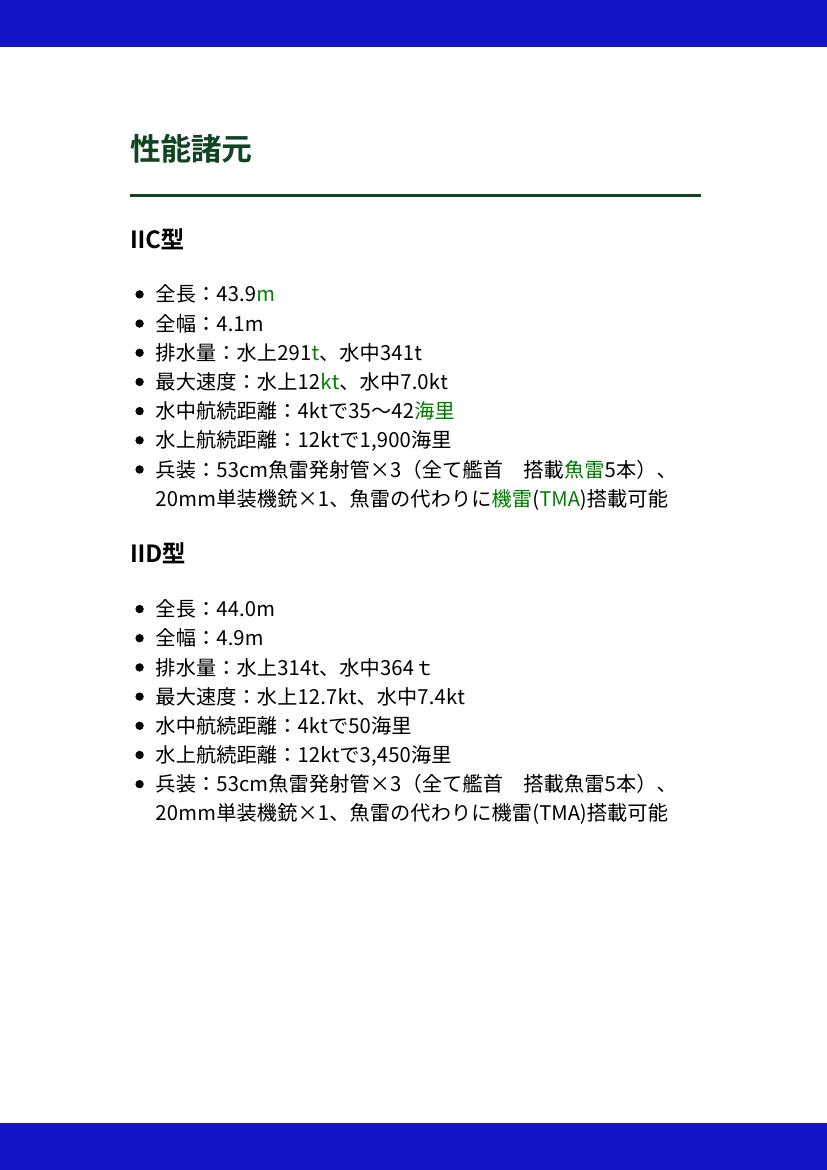 性能諸元
IIC型
• 全長：43.9m
• 全幅：4.1m
• 排水量：水上291t、水中341t
• 最大速度：水上12kt、水中7.0kt
• 水中航続距離：4ktで35〜42海里
• 水上航続距離：12ktで1,900海里
• 兵装：53cm魚雷発射管×3（全て艦首　搭載魚雷5本）、
20mm単装機銃×1、魚雷の代わりに機雷(TMA)搭載可能
IID型
• 全長：44.0m
• 全幅：4.9m
• 排水量：水上314t、水中364ｔ
• 最大速度：水上12.7kt、水中7.4kt
• 水中航続距離：4ktで50海里
• 水上航続距離：12ktで3,450海里
• 兵装：53cm魚雷発射管×3（全て艦首　搭載魚雷5本）、
20mm単装機銃×1、魚雷の代わりに機雷(TMA)搭載可能